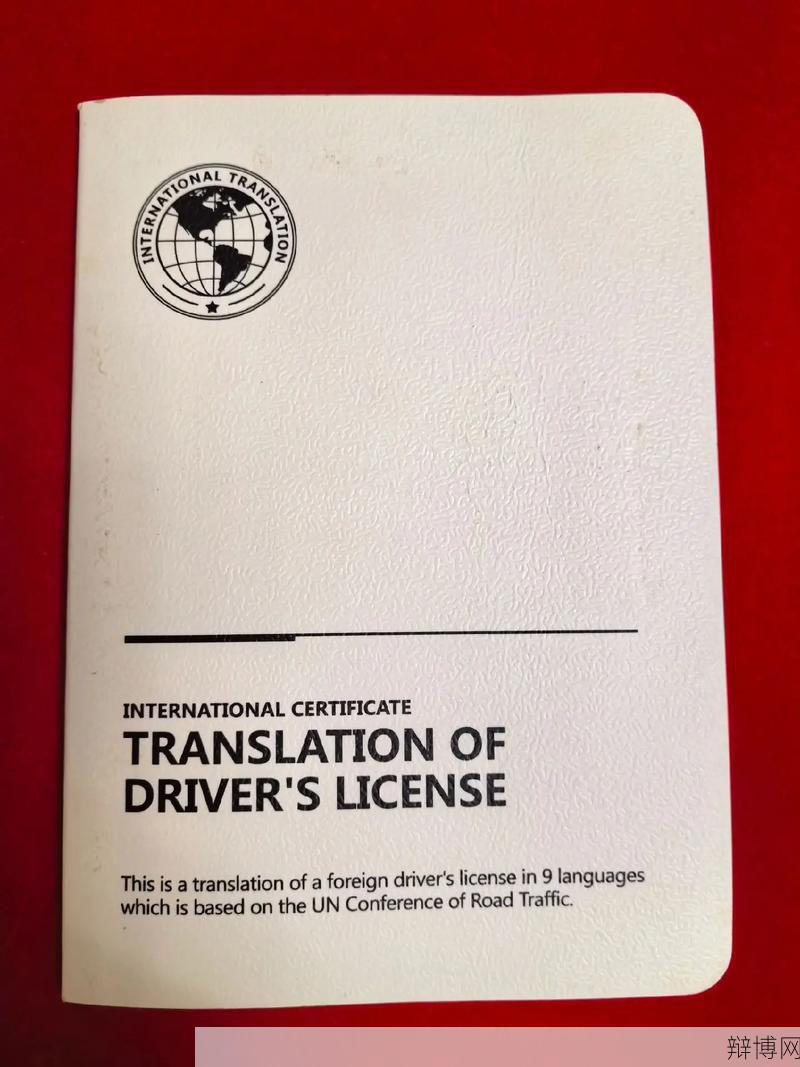 INTERNATIONAL TRANSLATION
INTERNATIONAL CERTIFICATE
TRANSLATION OF
DRIVER'S LICENSE
This is a translation of a foreign driver's license in 9 languages
which is based on the UN Conference of Road Traffic.
辩博网